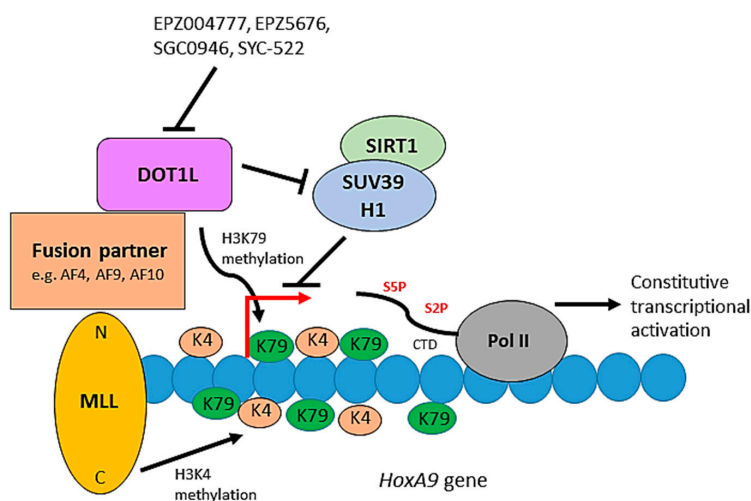 EPZ004777, EPZ5676,
SGC0946, SYC-522
SIRT1
DOT1L
SUV39
H1
Fusion partner
e.g. AF4, AF9, AF10
H3K79
methylation
S5P
S2P
Constitutive
transcriptional
activation
N
K4
K79
K4
K79
CTD
Pol II
MLL
K79
K4
K79
K4
K79
C
H3K4
methylation
HoxA9 gene